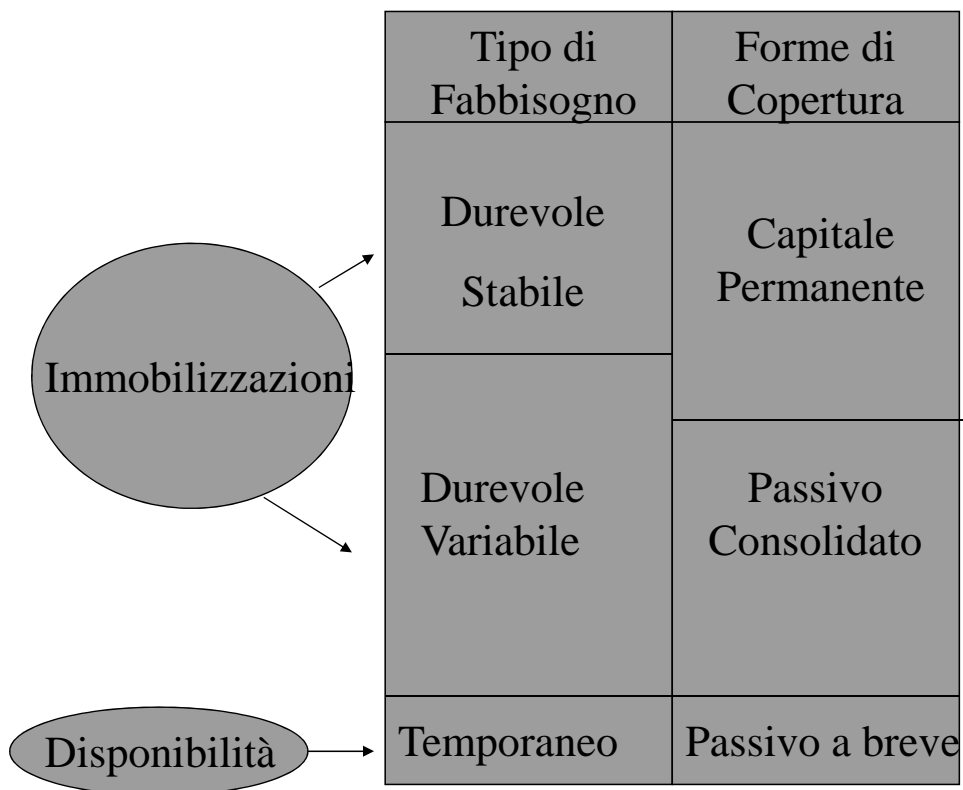 Tipo di
Fabbisogno
Forme di
Copertura
Durevole
Stabile
Capitale
Permanente
Immobilizzazioni
Durevole
Variabile
Passivo
Consolidato
Disponibilità
Temporaneo
Passivo a breve